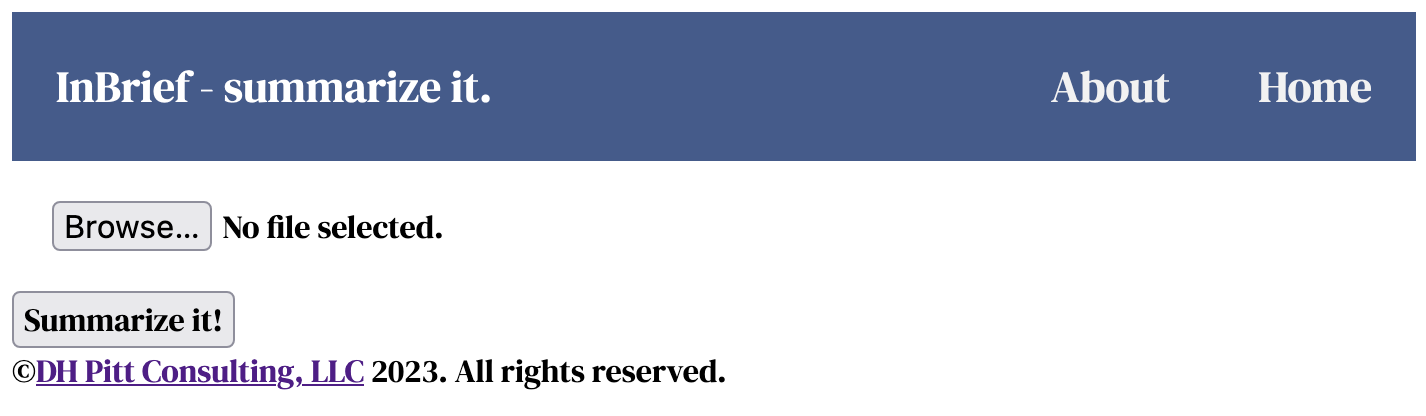 InBrief - summarize it. About Home
Browse... No file selected.
Summarize it!
©DH Pitt Consulting, LLC 2023. All rights reserved.